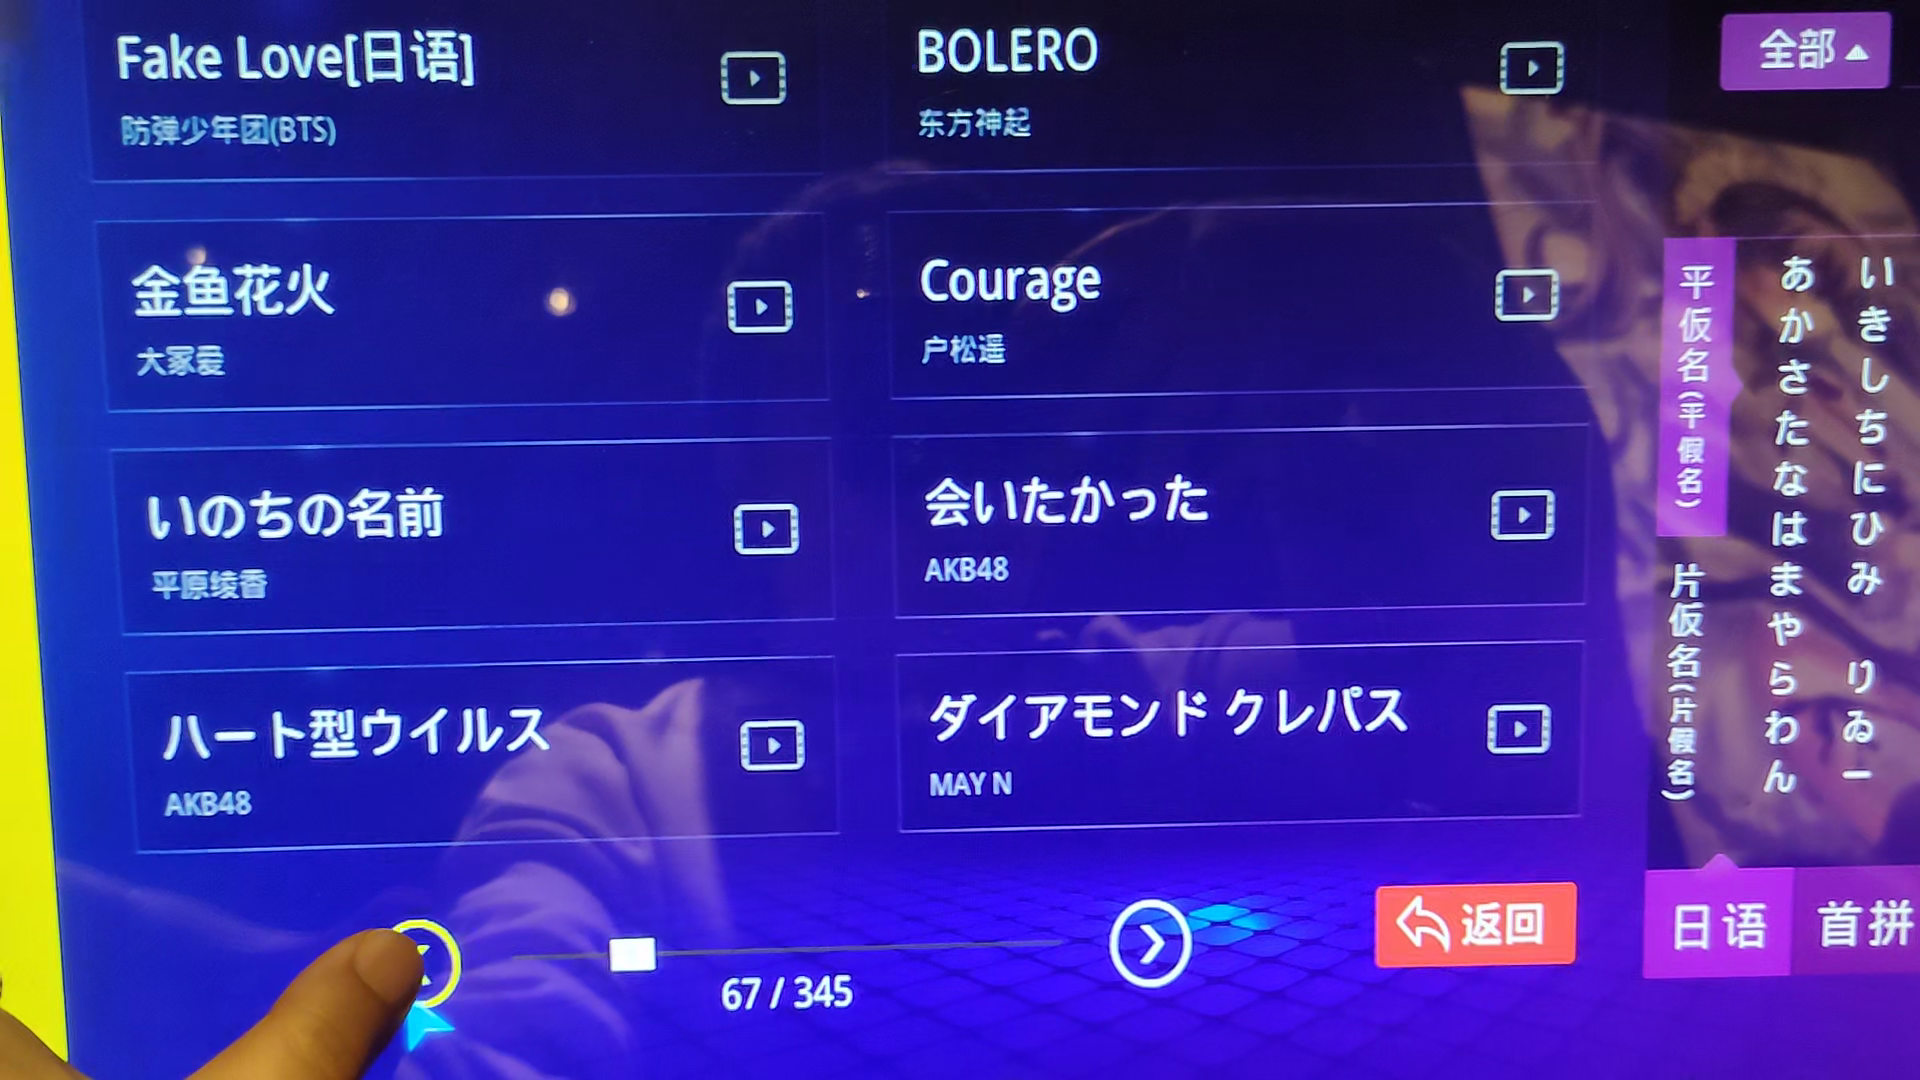 Fake Love[日语]
防弹少年团(BTS)
BOLERO
东方神起
金鱼花火
大冢爱
Courage
户松遥
いのちの名前
平原绫香
会いたかった
AKB48
ハート型ウイルス
AKB48
ダイアモンド クレパス
MAY N
67 / 345
返回
全部
平仮名(平假名)
片仮名(片假名)
あかさたなはまやらわん
いきしちにひみ りゐー
日语
首拼